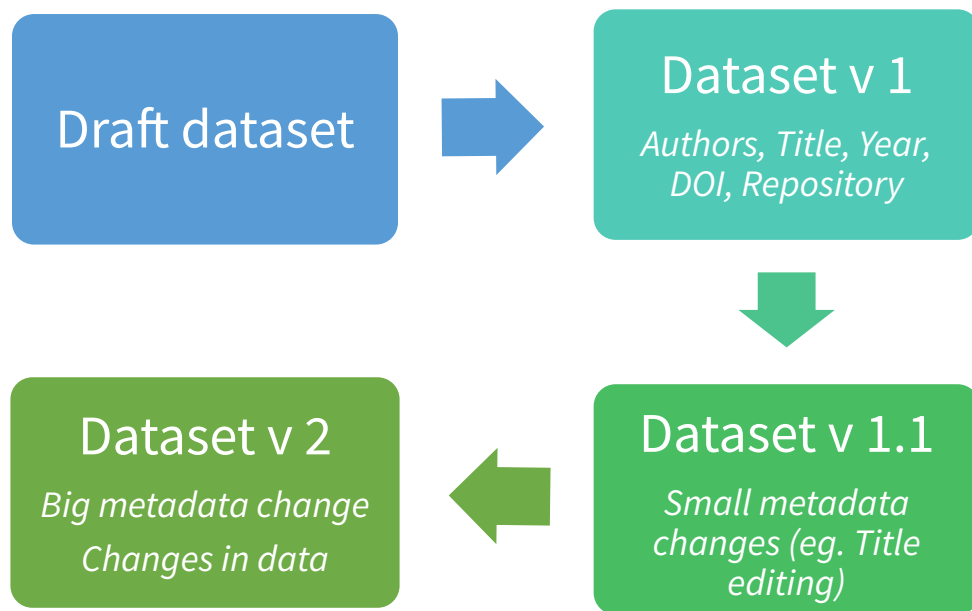 Draft dataset
Dataset v 1
Authors, Title, Year,
DOI, Repository
Dataset v 1.1
Small metadata
changes (eg. Title
editing)
Dataset v 2
Big metadata change
Changes in data